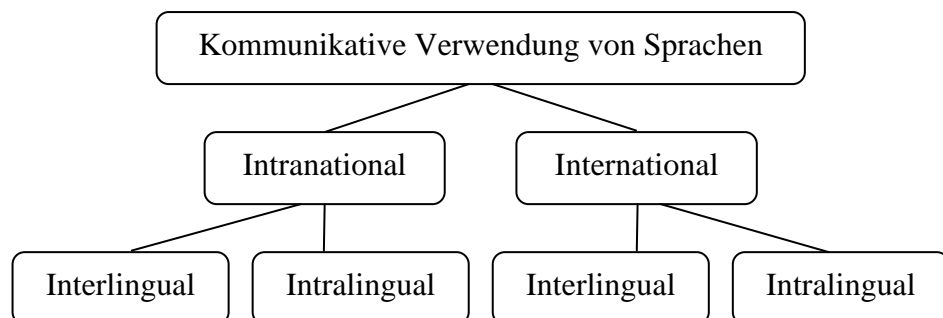 Kommunikative Verwendung von Sprachen
Intranational
International
Interlingual
Intralingual
Interlingual
Intralingual